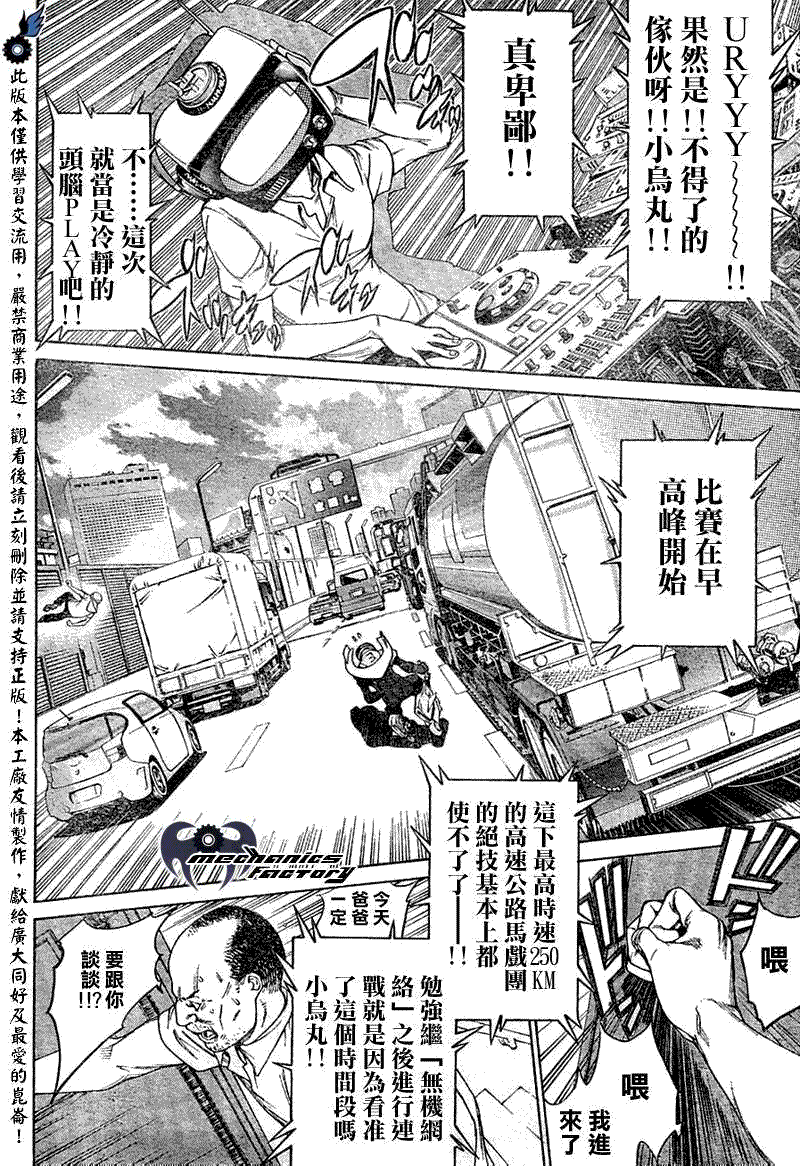 URYYY～～～～!!
果然是!!不得了的
傢伙呀!!小烏丸!!
真卑鄙!!
不……這次
就當是冷靜的
頭腦PLAY吧!!
比賽在早
高峰開始
這下最高時速250KM
的高速公路馬戲團
的絕技基本上都
使不了了——!!
勉強繼「無機網
絡」之後進行連
戰就是因為看准
了這個時間段嗎
小烏丸!!
喂
喂
我進
來了
今天
爸爸
一定
要跟你
談談!!?
mechanics
Factory
此版本僅供學習交流用，嚴禁商業用途，觀看後請立刻刪除並請支持正版！本工廠友情製作，獻給廣大同好及最愛的崑崙！